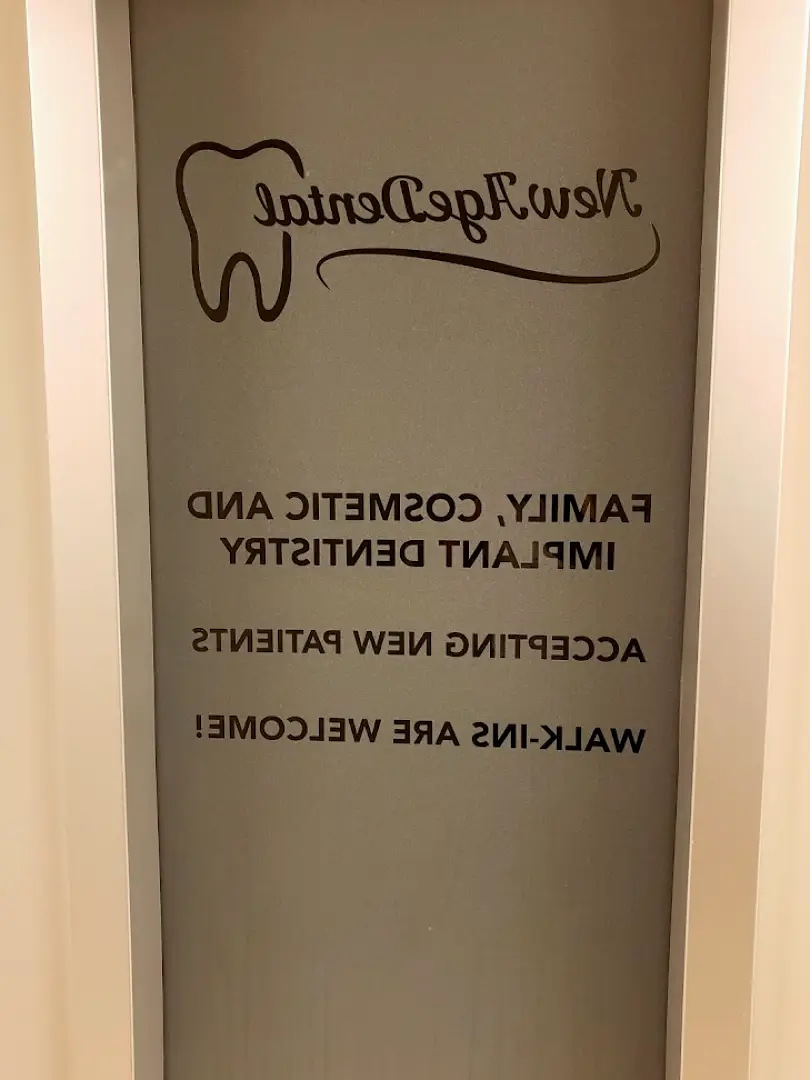 NewAgeDental
FAMILY, COSMETIC AND
IMPLANT DENTISTRY
ACCEPTING NEW PATIENTS
WALK-INS ARE WELCOME!